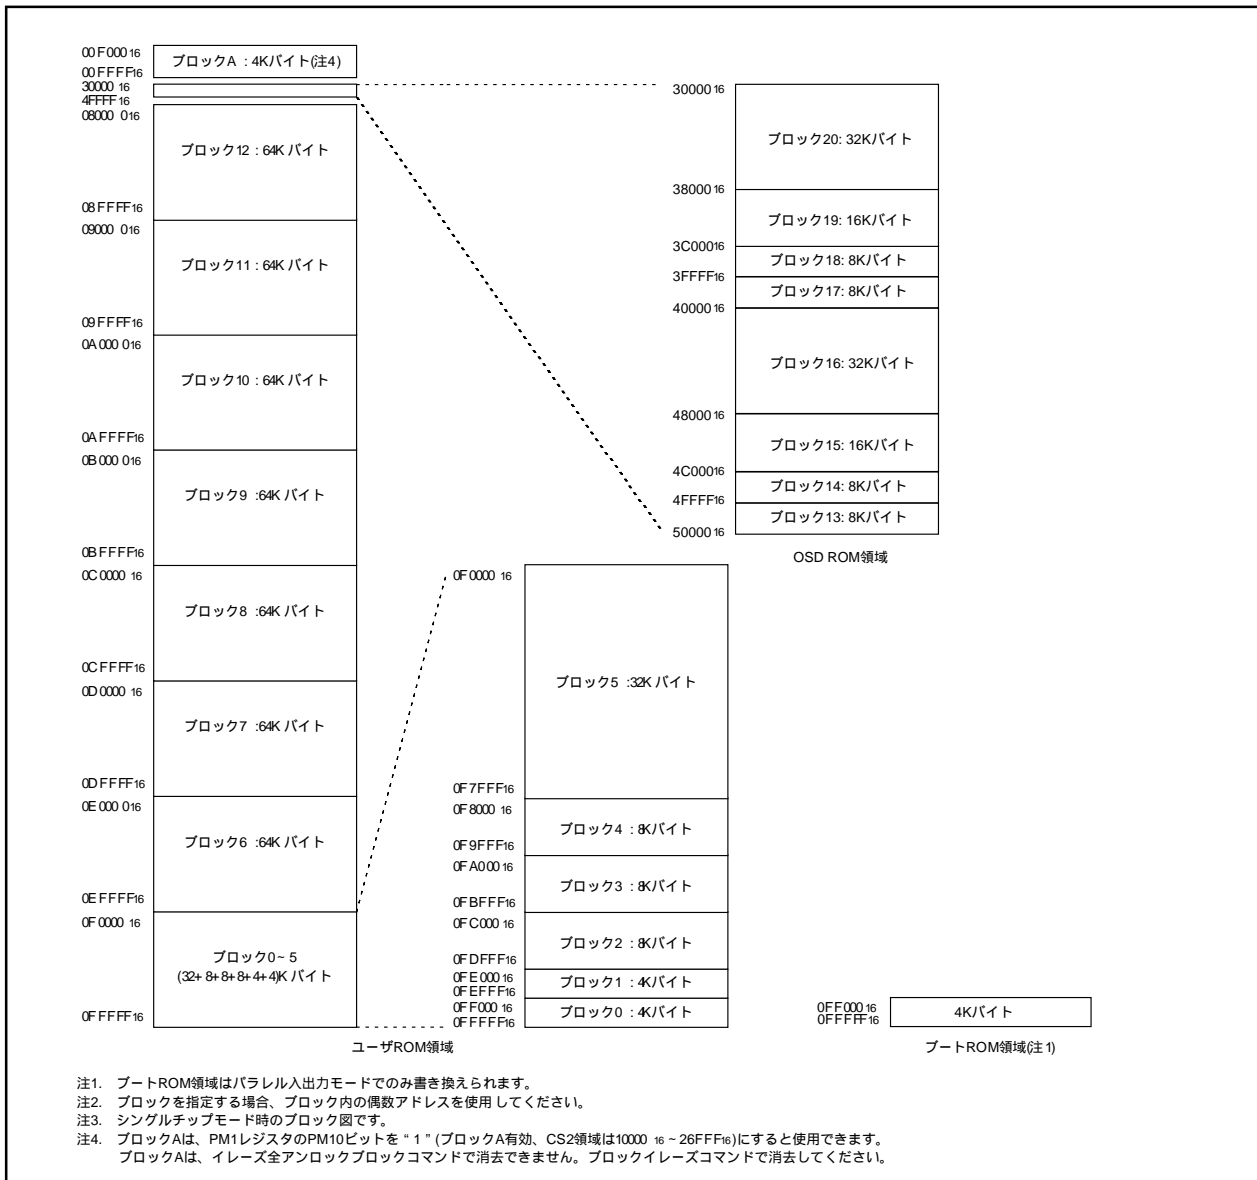 00F00016
ブロックA : 4Kバイト(注4)
00FFFF16
30000 16
4FFFF 16
08000 016
ブロック12 : 64K バイト
08FFFF16
09000 016
ブロック11 : 64K バイト
09FFFF16
0A000 016
ブロック10 : 64K バイト
0AFFFF16
0B000 016
ブロック9 :64K バイト
0BFFFF16
0C0000 16
ブロック8 :64K バイト
0CFFFF16
0D0000 16
ブロック7 :64K バイト
0DFFFF16
0E000 016
ブロック6 :64K バイト
0EFFFF16
0F0000 16
ブロック0~5
(32+8+8+8+4+4)K バイト
0FFFFF16
ユーザROM領域
3000016
ブロック20: 32Kバイト
3800016
ブロック19: 16Kバイト
3C00016
ブロック18: 8Kバイト
3FFFF16
ブロック17: 8Kバイト
4000016
ブロック16: 32Kバイト
4800016
ブロック15: 16Kバイト
4C00016
ブロック14: 8Kバイト
4FFFF16
ブロック13: 8Kバイト
5000016
OSD ROM領域
0F0000 16
ブロック5 :32K バイト
0F7FFF16
0F8000 16
ブロック4 : 8Kバイト
0F9FFF16
0FA00016
ブロック3 : 8Kバイト
0FBFFF16
0FC00016
ブロック2 : 8Kバイト
0FDFFF16
0FE00016
ブロック1 : 4Kバイト
0FEFFF16
0FF00016
ブロック0 : 4Kバイト
0FFFFF16
0FF00016
4Kバイト
0FFFFF16
ブートROM領域(注1)
注1. ブートROM領域はパラレル入出力モードでのみ書き換えられます。
注2. ブロックを指定する場合、ブロック内の偶数アドレスを使用してください。
注3. シングルチップモード時のブロック図です。
注4. ブロックAは、PM1レジスタのPM10ビットを“1”(ブロックA有効、CS2領域は10000 16 ~ 26FFF16)にすると使用できます。
ブロックAは、イレーズ全アンロックブロックコマンドで消去できません。ブロックイレーズコマンドで消去してください。